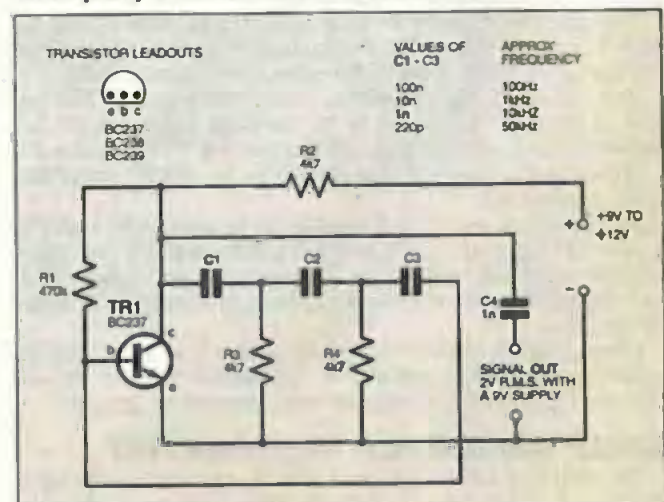 TRANSISTOR LEADOUTS
e b c
BC237
BC238
BC239
VALUES OF
C1 - C3
100n
10n
1n
220p
APPROX
FREQUENCY
100Hz
1kHz
10kHZ
50kHz
R2
4k7
+9V TO
+12V
+
-
R1
470k
TR1
BC237
b
c
e
C1
C2
C3
R3
4k7
R4
4k7
C4
1n
SIGNAL OUT
2V R.M.S. WITH
A 9V SUPPLY